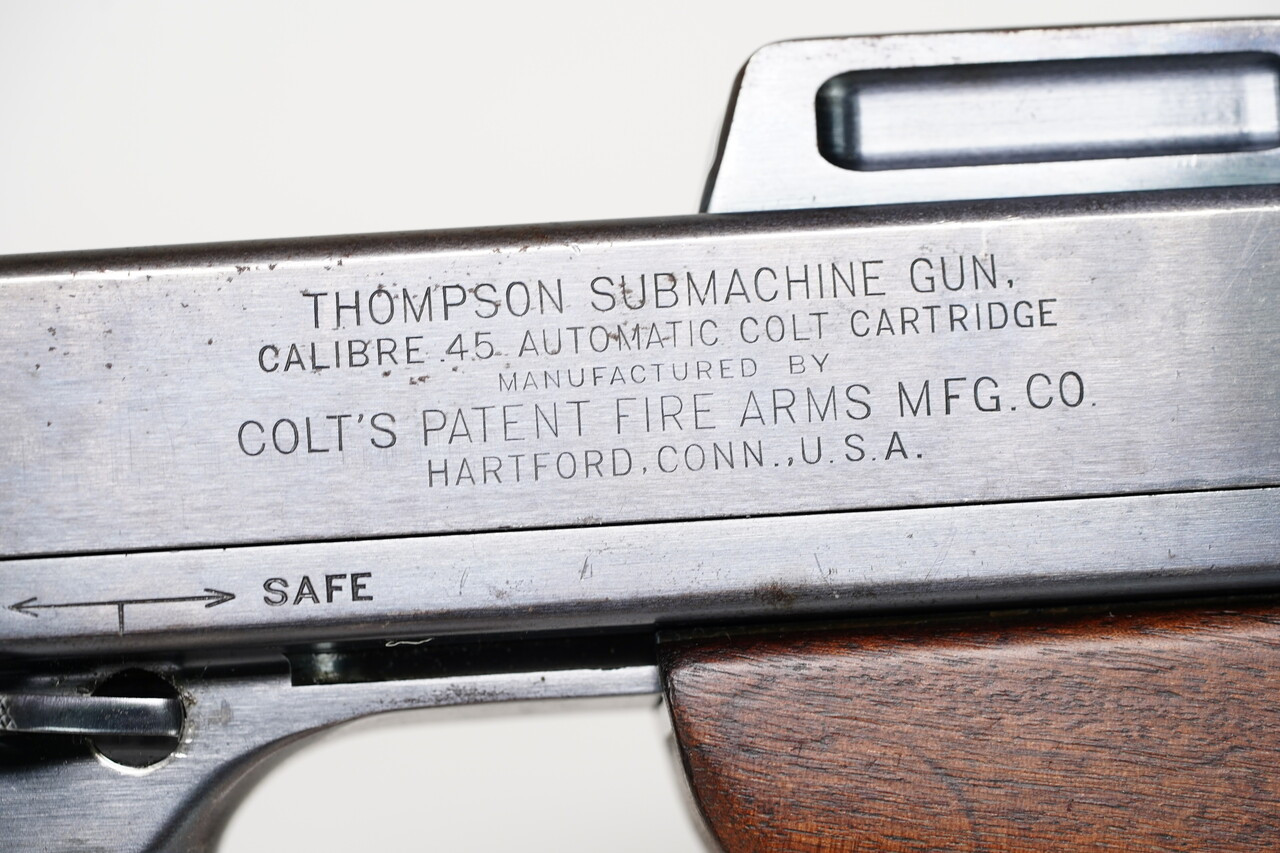 THOMPSON SUBMACHINE GUN,
CALIBRE .45 AUTOMATIC COLT CARTRIDGE
MANUFACTURED BY
COLT'S PATENT FIRE ARMS MFG.CO.
HARTFORD, CONN., U.S.A.
SAFE